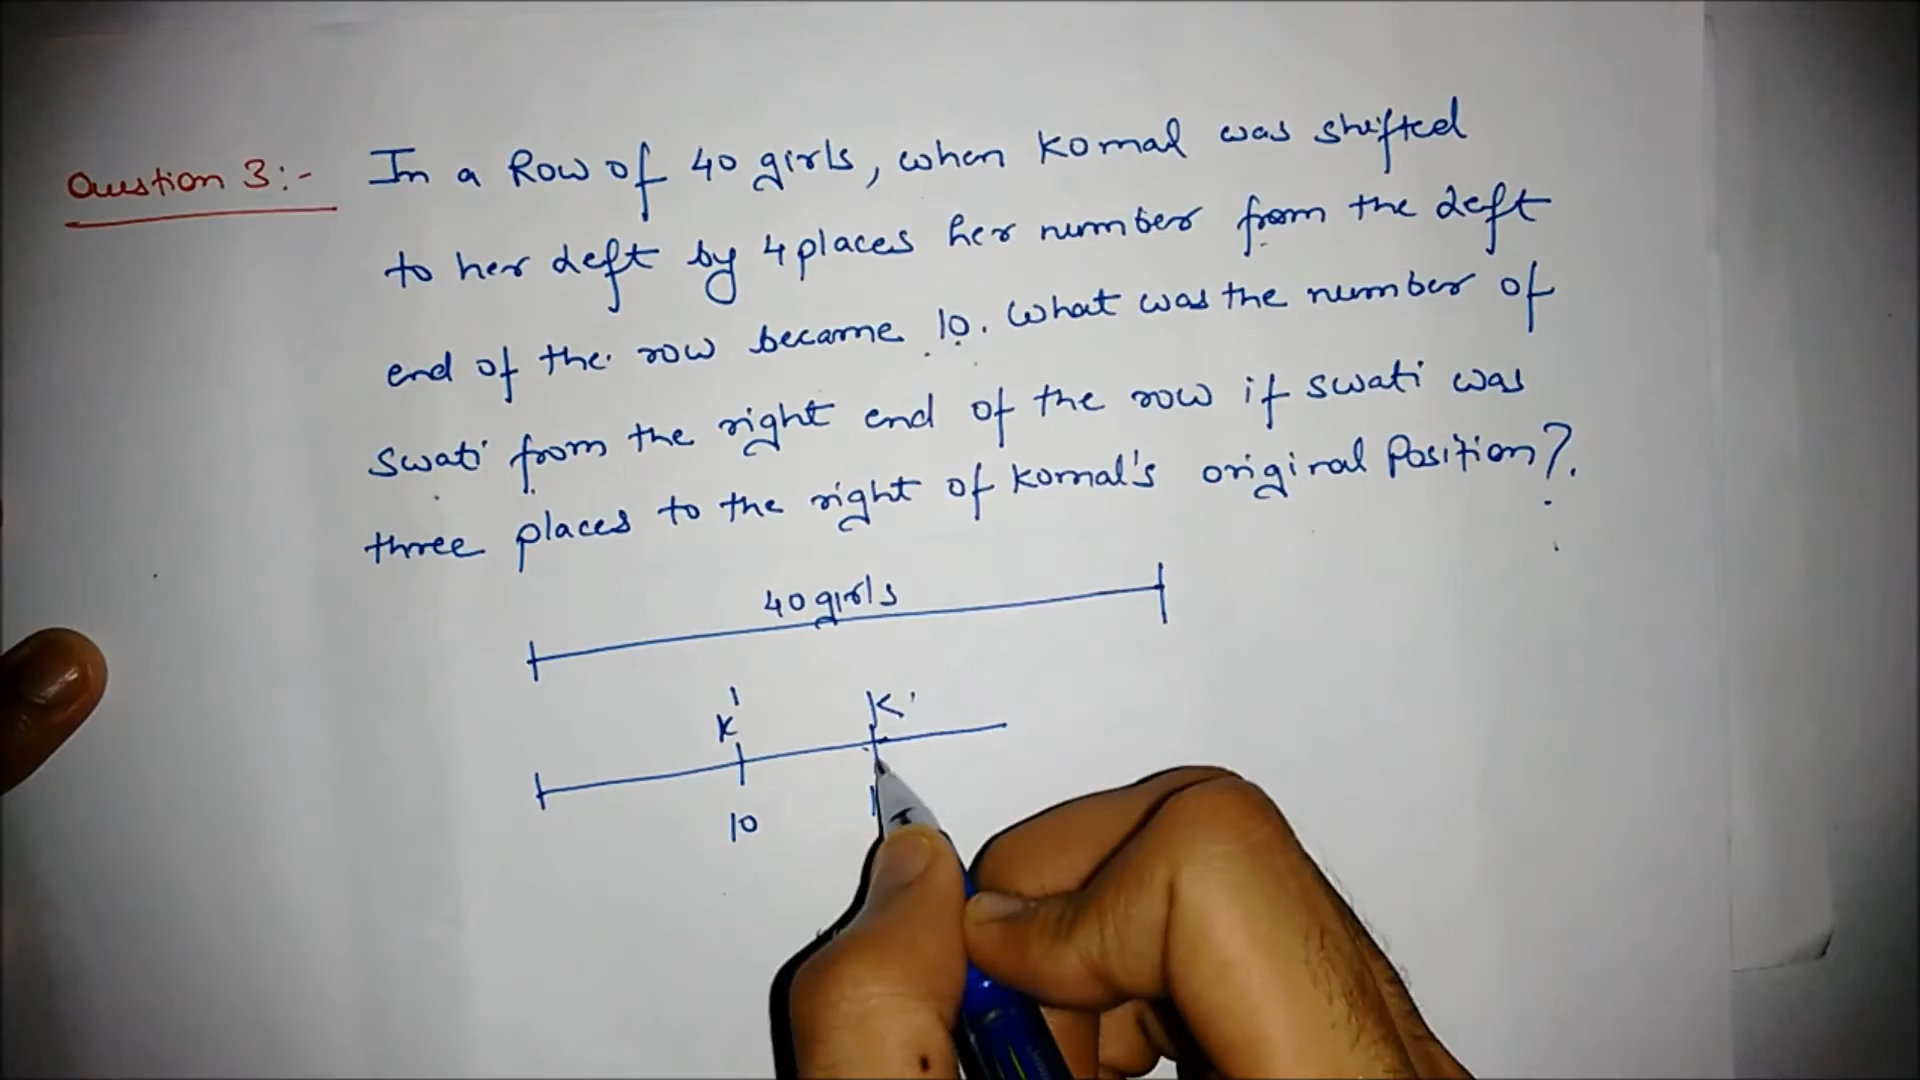 Question 3:- In a Row of 40 girls, when Komal was shifted
to her Left by 4 places her number from the Left
end of the row became 10. What was the number of
Swati from the right end of the row if Swati was
three places to the right of Komal's original Position?.
40 girls
K' K'
10 1